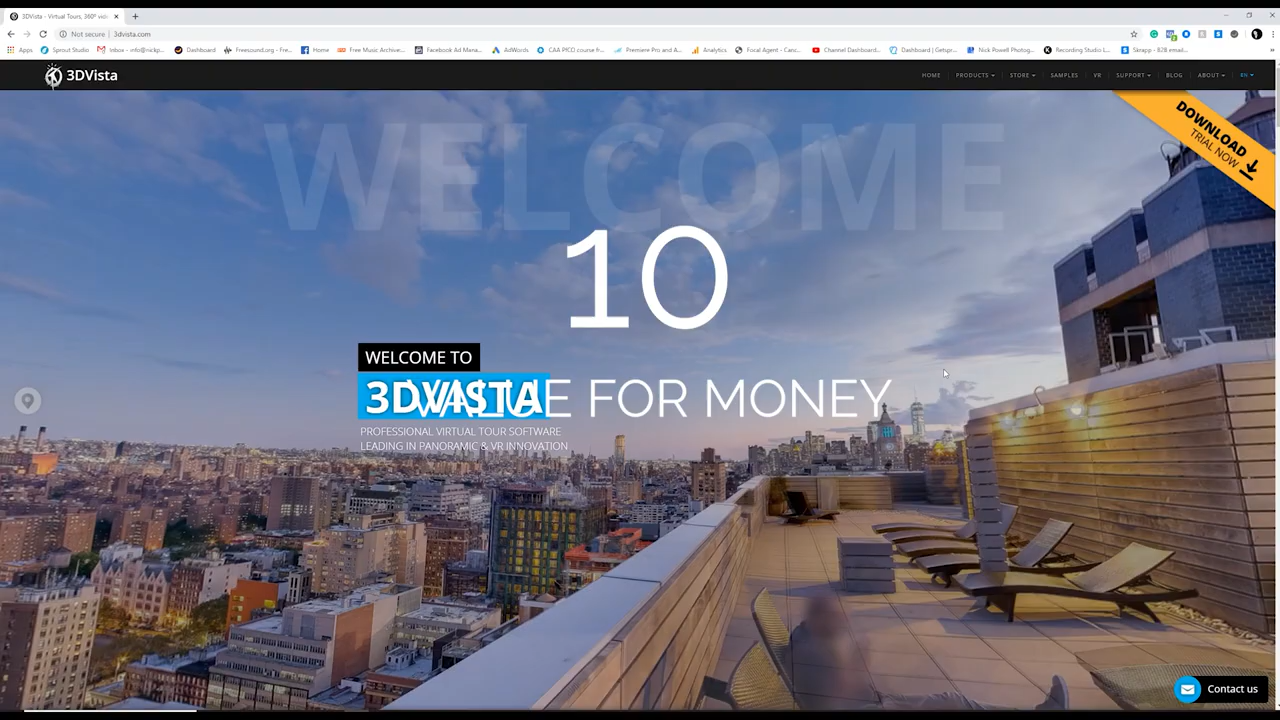 3DVista - Virtual Tours, 360º vide
Not secure | 3dvista.com
Apps
Sprout Studio
Inbox - info@nickp...
Dashboard
Freesound.org - Fre...
Home
Free Music Archive...
Facebook Ad Mana...
AdWords
CAA PfCO course fr...
Premiere Pro and A...
Analytics
Focal Agent - Canc...
Channel Dashboard...
Dashboard | Getspr...
Nick Powell Photog...
Recording Studio L...
Skrapp - B2B email...
3DVista
HOME
PRODUCTS
STORE
SAMPLES
VR
SUPPORT
BLOG
ABOUT
EN
WELCOME
DOWNLOAD
TRIAL NOW
10
WELCOME TO
3DVISTA
VALUE FOR MONEY
PROFESSIONAL VIRTUAL TOUR SOFTWARE
LEADING IN PANORAMIC & VR INNOVATION
Contact us